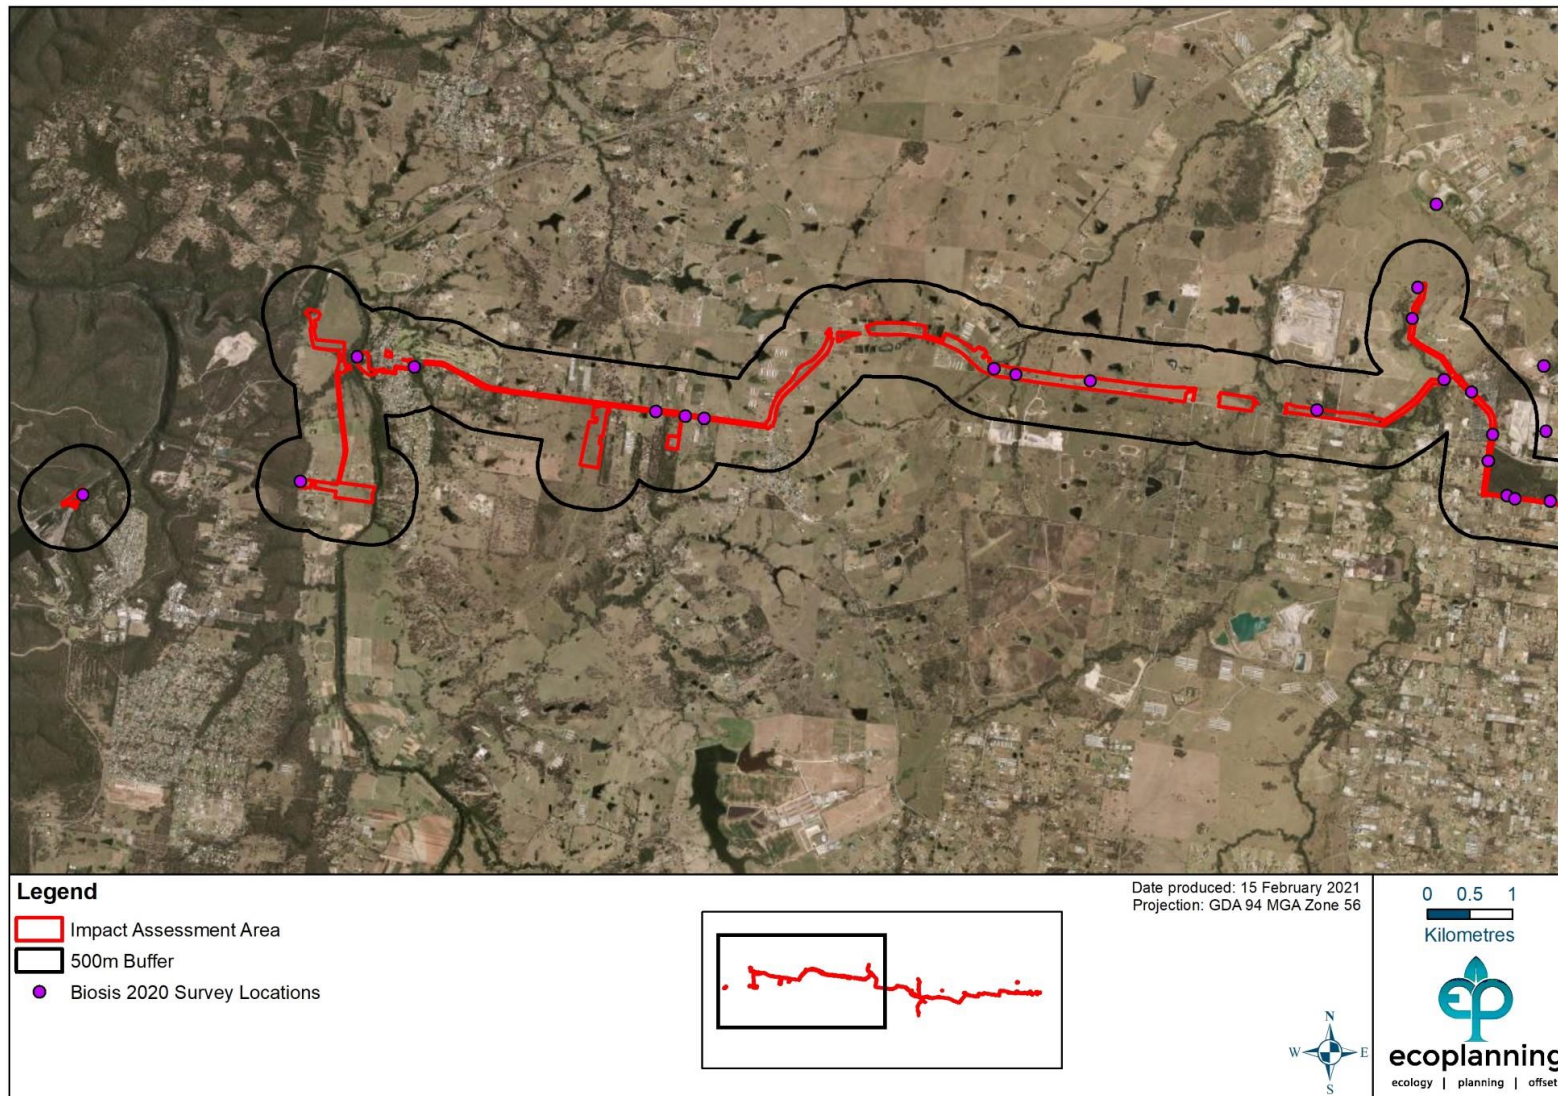 Legend
Impact Assessment Area
500m Buffer
Biosis 2020 Survey Locations
Date produced: 15 February 2021
Projection: GDA 94 MGA Zone 56
0 0.5 1
Kilometres
N
W E
S
ecoplanning
ecology | planning | offset